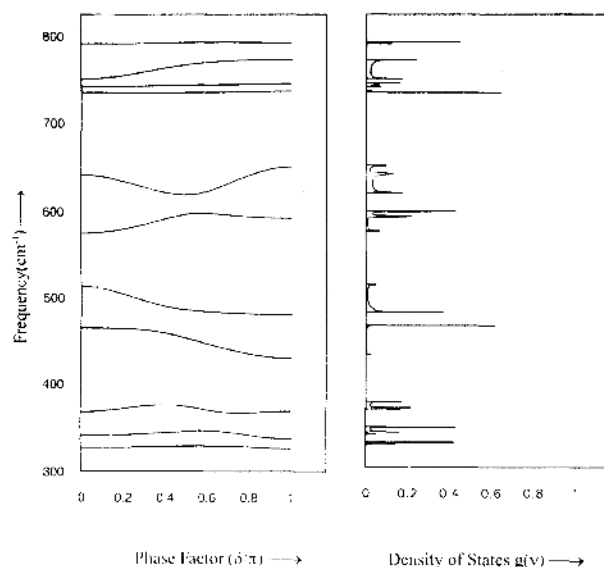 800
700
600
500
400
300
Frequency(cm⁻¹) ⟶
0 0.2 0.4 0.6 0.8 1
0 0.2 0.4 0.6 0.8 1
Phase Factor (δ/π) ⟶
Density of States g(ν) ⟶